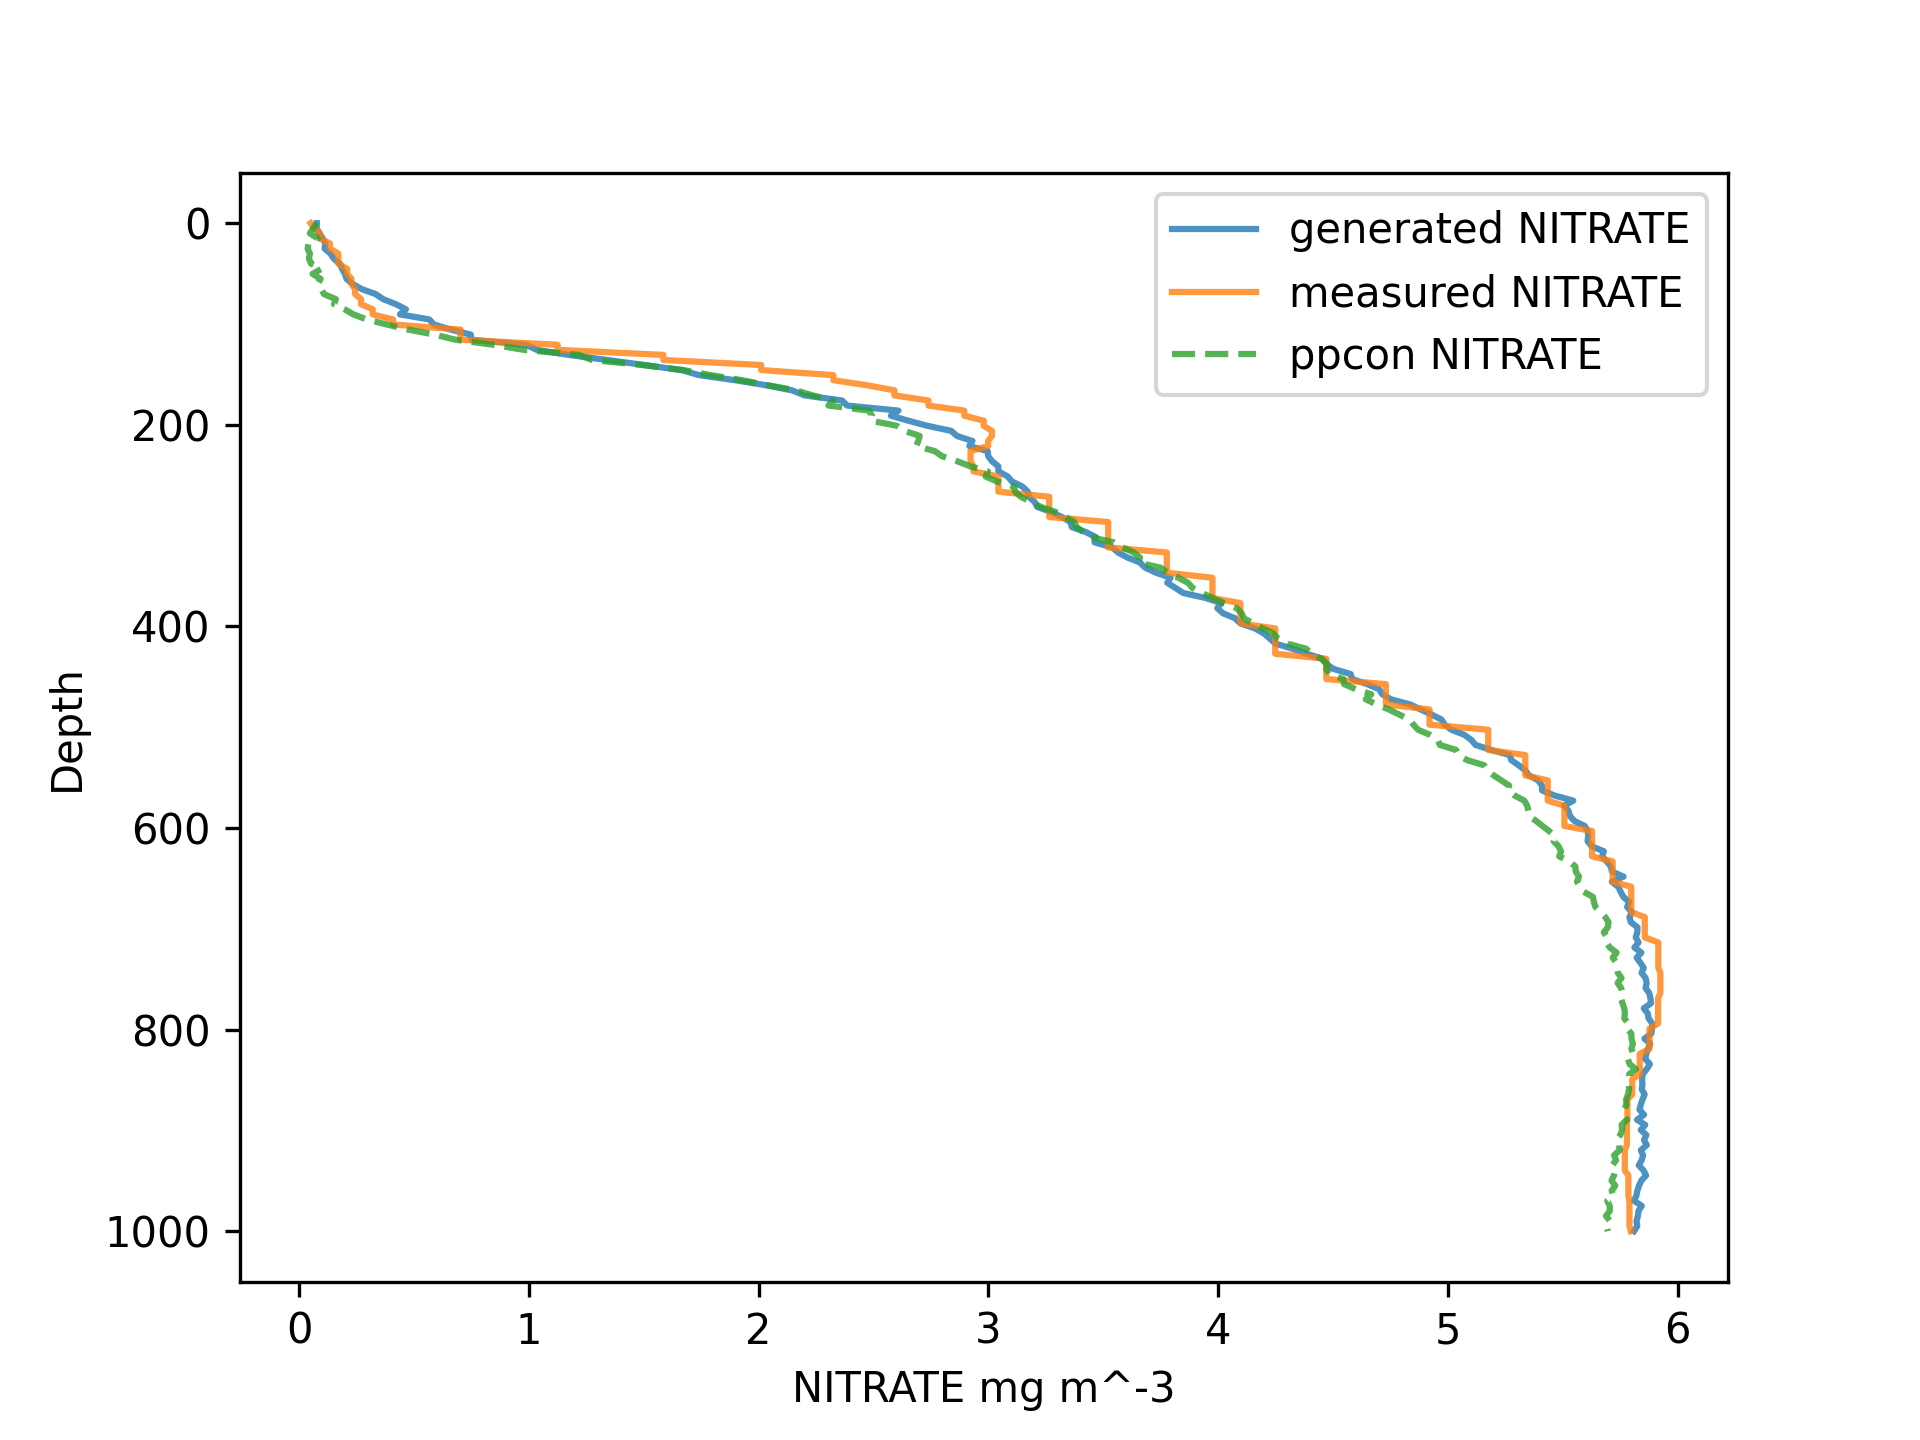 generated NITRATE
measured NITRATE
ppcon NITRATE
0
200
400
600
800
1000
Depth
0 1 2 3 4 5 6
NITRATE mg m^-3